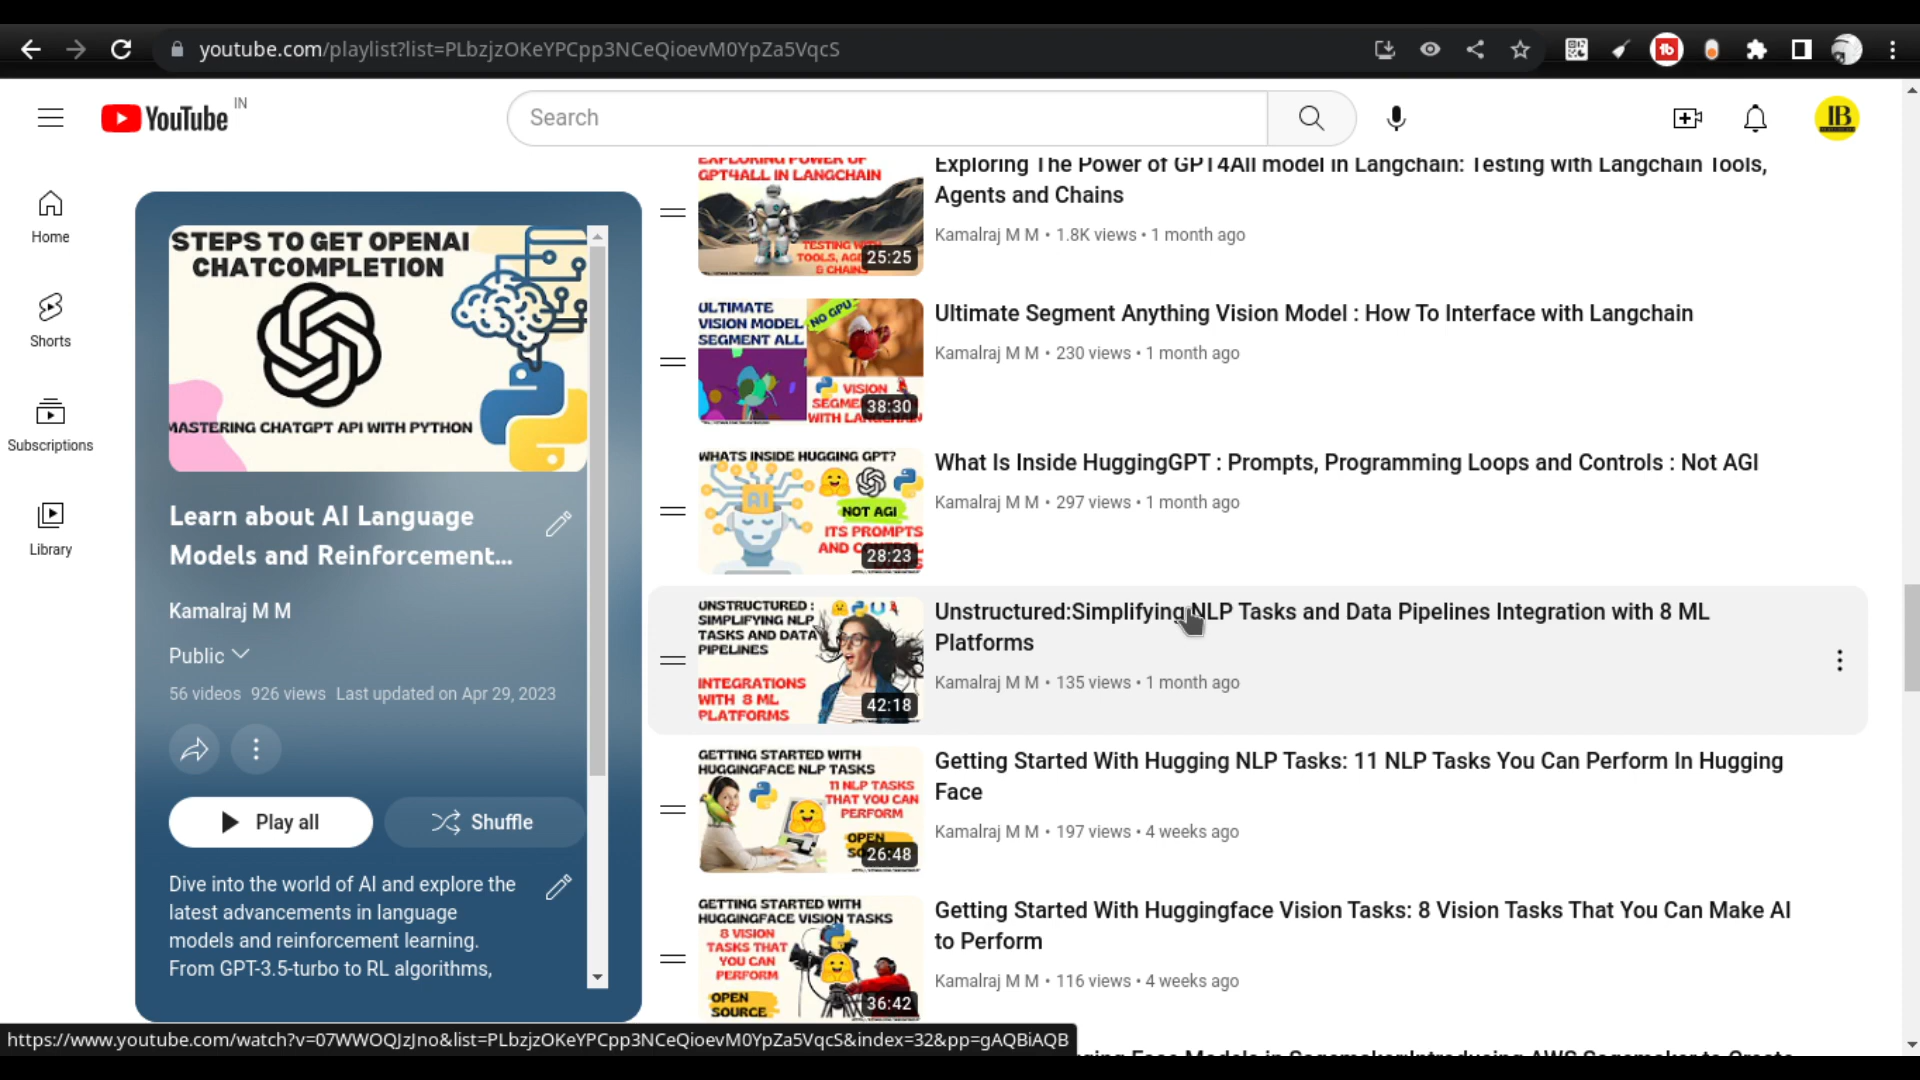 youtube.com/playlist?list=PLbzjzOKeYPCpp3NCeQioevM0YpZa5VqcS
YouTube IN
Search
IB
Home
Shorts
Subscriptions
Library
STEPS TO GET OPENAI
CHATCOMPLETION
MASTERING CHATGPT API WITH PYTHON
Learn about AI Language
Models and Reinforcement...
Kamalraj M M
Public
56 videos 926 views Last updated on Apr 29, 2023
Play all
Shuffle
Dive into the world of AI and explore the
latest advancements in language
models and reinforcement learning.
From GPT-3.5-turbo to RL algorithms,
EXPLORING POWER OF
GPT4ALL IN LANGCHAIN
TESTING WITH
TOOLS,
& CHAINS
25:25
Exploring The Power of GPT4All model in Langchain: Testing with Langchain Tools,
Agents and Chains
Kamalraj M M • 1.8K views • 1 month ago
ULTIMATE
VISION MODEL
SEGMENT ALL
NO GPU
VISION
WITH
38:30
Ultimate Segment Anything Vision Model : How To Interface with Langchain
Kamalraj M M • 230 views • 1 month ago
WHATS INSIDE HUGGING GPT?
AI
NOT AGI
ITS PROMPTS
AND
28:23
What Is Inside HuggingGPT : Prompts, Programming Loops and Controls : Not AGI
Kamalraj M M • 297 views • 1 month ago
UNSTRUCTURED :
SIMPLIFYING NLP
TASKS AND DATA
PIPELINES
INTEGRATIONS
WITH 8 ML
PLATFORMS
42:18
Unstructured:Simplifying NLP Tasks and Data Pipelines Integration with 8 ML
Platforms
Kamalraj M M • 135 views • 1 month ago
GETTING STARTED WITH
HUGGINGFACE NLP TASKS
11 NLP TASKS
THAT YOU CAN
PERFORM
OPEN
26:48
Getting Started With Hugging NLP Tasks: 11 NLP Tasks You Can Perform In Hugging
Face
Kamalraj M M • 197 views • 4 weeks ago
GETTING STARTED WITH
HUGGINGFACE VISION TASKS
8 VISION
TASKS THAT
YOU CAN
PERFORM
OPEN
SOURCE
36:42
Getting Started With Huggingface Vision Tasks: 8 Vision Tasks That You Can Make AI
to Perform
Kamalraj M M • 116 views • 4 weeks ago
https://www.youtube.com/watch?v=07WWOQJzJno&list=PLbzjzOKeYPCpp3NCeQioevM0YpZa5VqcS&index=32&pp=gAQBiAQB